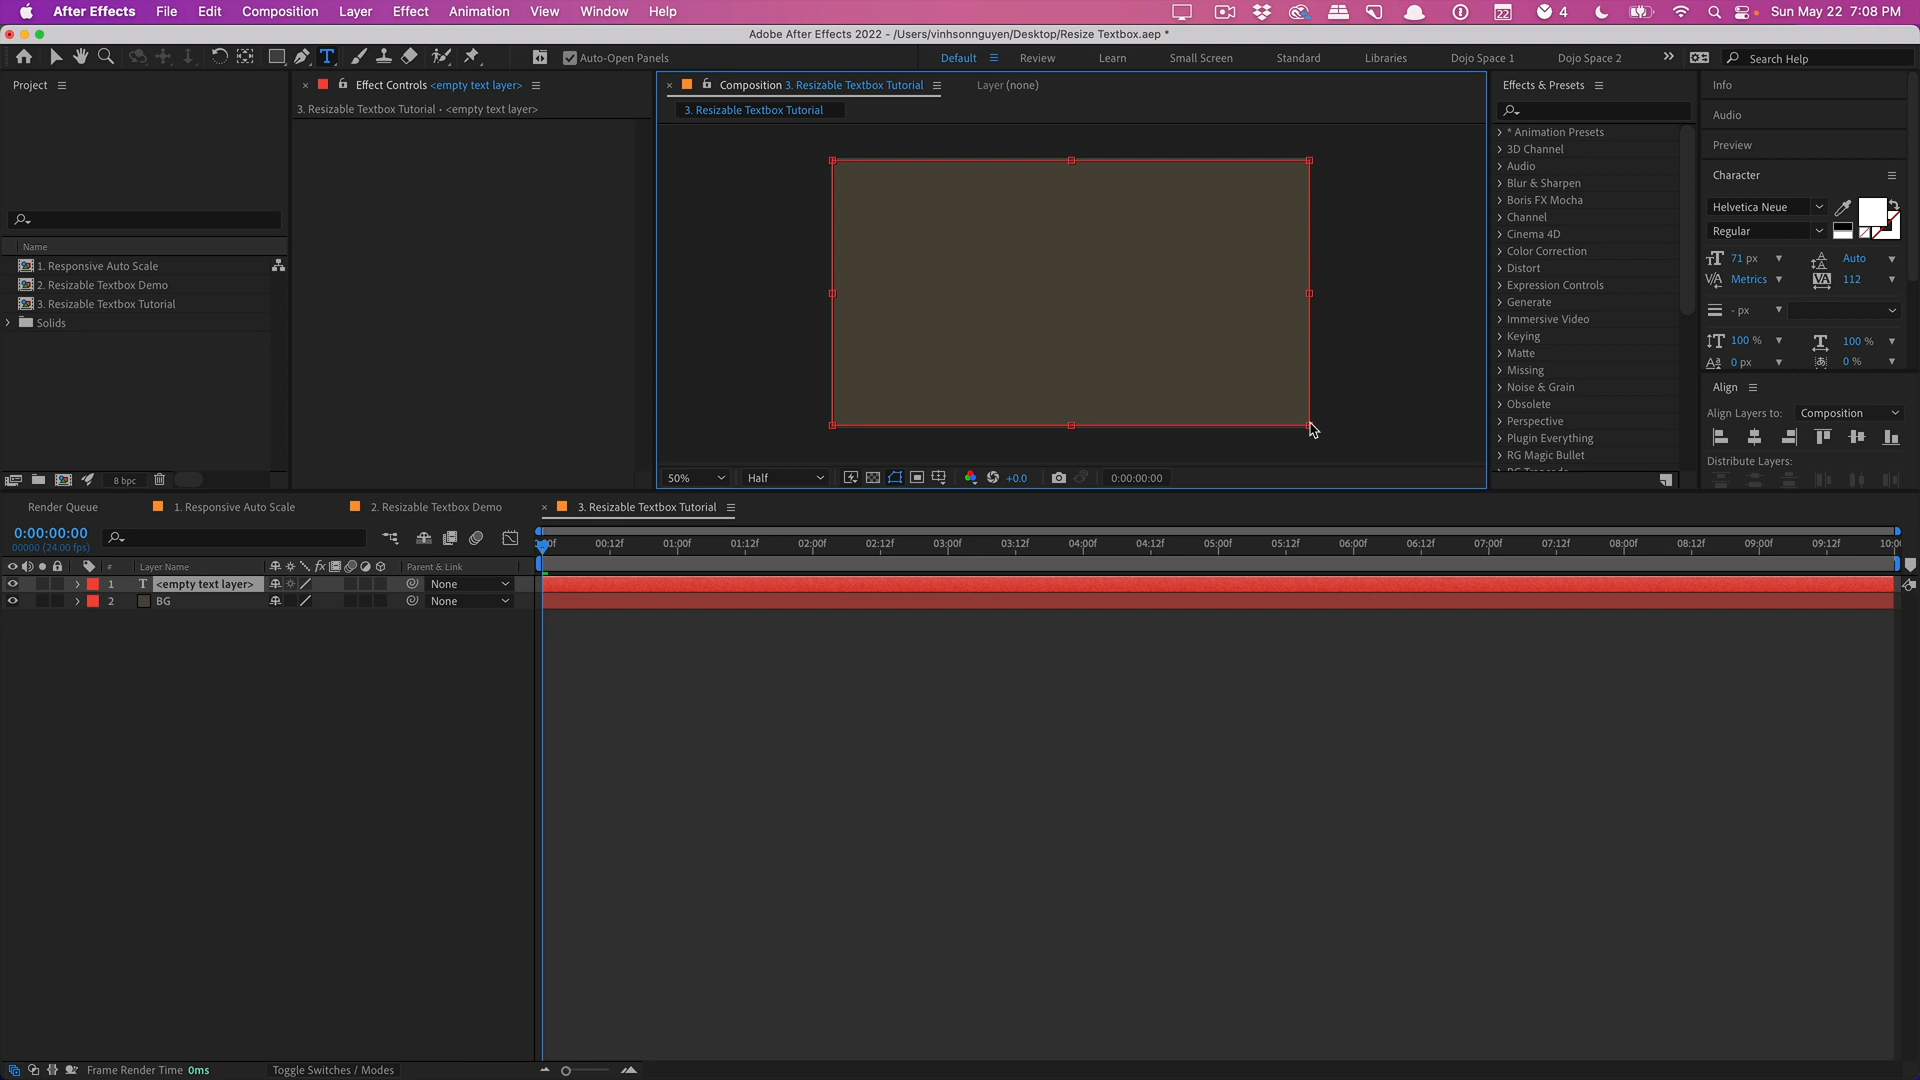 After Effects File Edit Composition Layer Effect Animation View Window Help
22
4
Sun May 22 7:08 PM
Adobe After Effects 2022 - /Users/vinhsonnguyen/Desktop/Resize Textbox.aep *
Auto-Open Panels
Default
Review
Learn
Small Screen
Standard
Libraries
Dojo Space 1
Dojo Space 2
Search Help
Project
Effect Controls <empty text layer>
3. Resizable Textbox Tutorial • <empty text layer>
Name
1. Responsive Auto Scale
2. Resizable Textbox Demo
3. Resizable Textbox Tutorial
Solids
8 bpc
Composition 3. Resizable Textbox Tutorial
Layer (none)
3. Resizable Textbox Tutorial
50%
Half
+0.0
0:00:00:00
Effects & Presets
* Animation Presets
3D Channel
Audio
Blur & Sharpen
Boris FX Mocha
Channel
Cinema 4D
Color Correction
Distort
Expression Controls
Generate
Immersive Video
Keying
Matte
Missing
Noise & Grain
Obsolete
Perspective
Plugin Everything
RG Magic Bullet
Info
Audio
Preview
Character
Helvetica Neue
Regular
71 px
Auto
Metrics
112
- px
100 %
100 %
0 px
0 %
Align
Align Layers to: Composition
Distribute Layers:
Render Queue
1. Responsive Auto Scale
2. Resizable Textbox Demo
3. Resizable Textbox Tutorial
0:00:00:00
00000 (24.00 fps)
00:12f 01:00f 01:12f 02:00f 02:12f 03:00f 03:12f 04:00f 04:12f 05:00f 05:12f 06:00f 06:12f 07:00f 07:12f 08:00f 08:12f 09:00f 09:12f
# Layer Name
Parent & Link
1 T <empty text layer> None
2 BG None
Frame Render Time 0ms
Toggle Switches / Modes